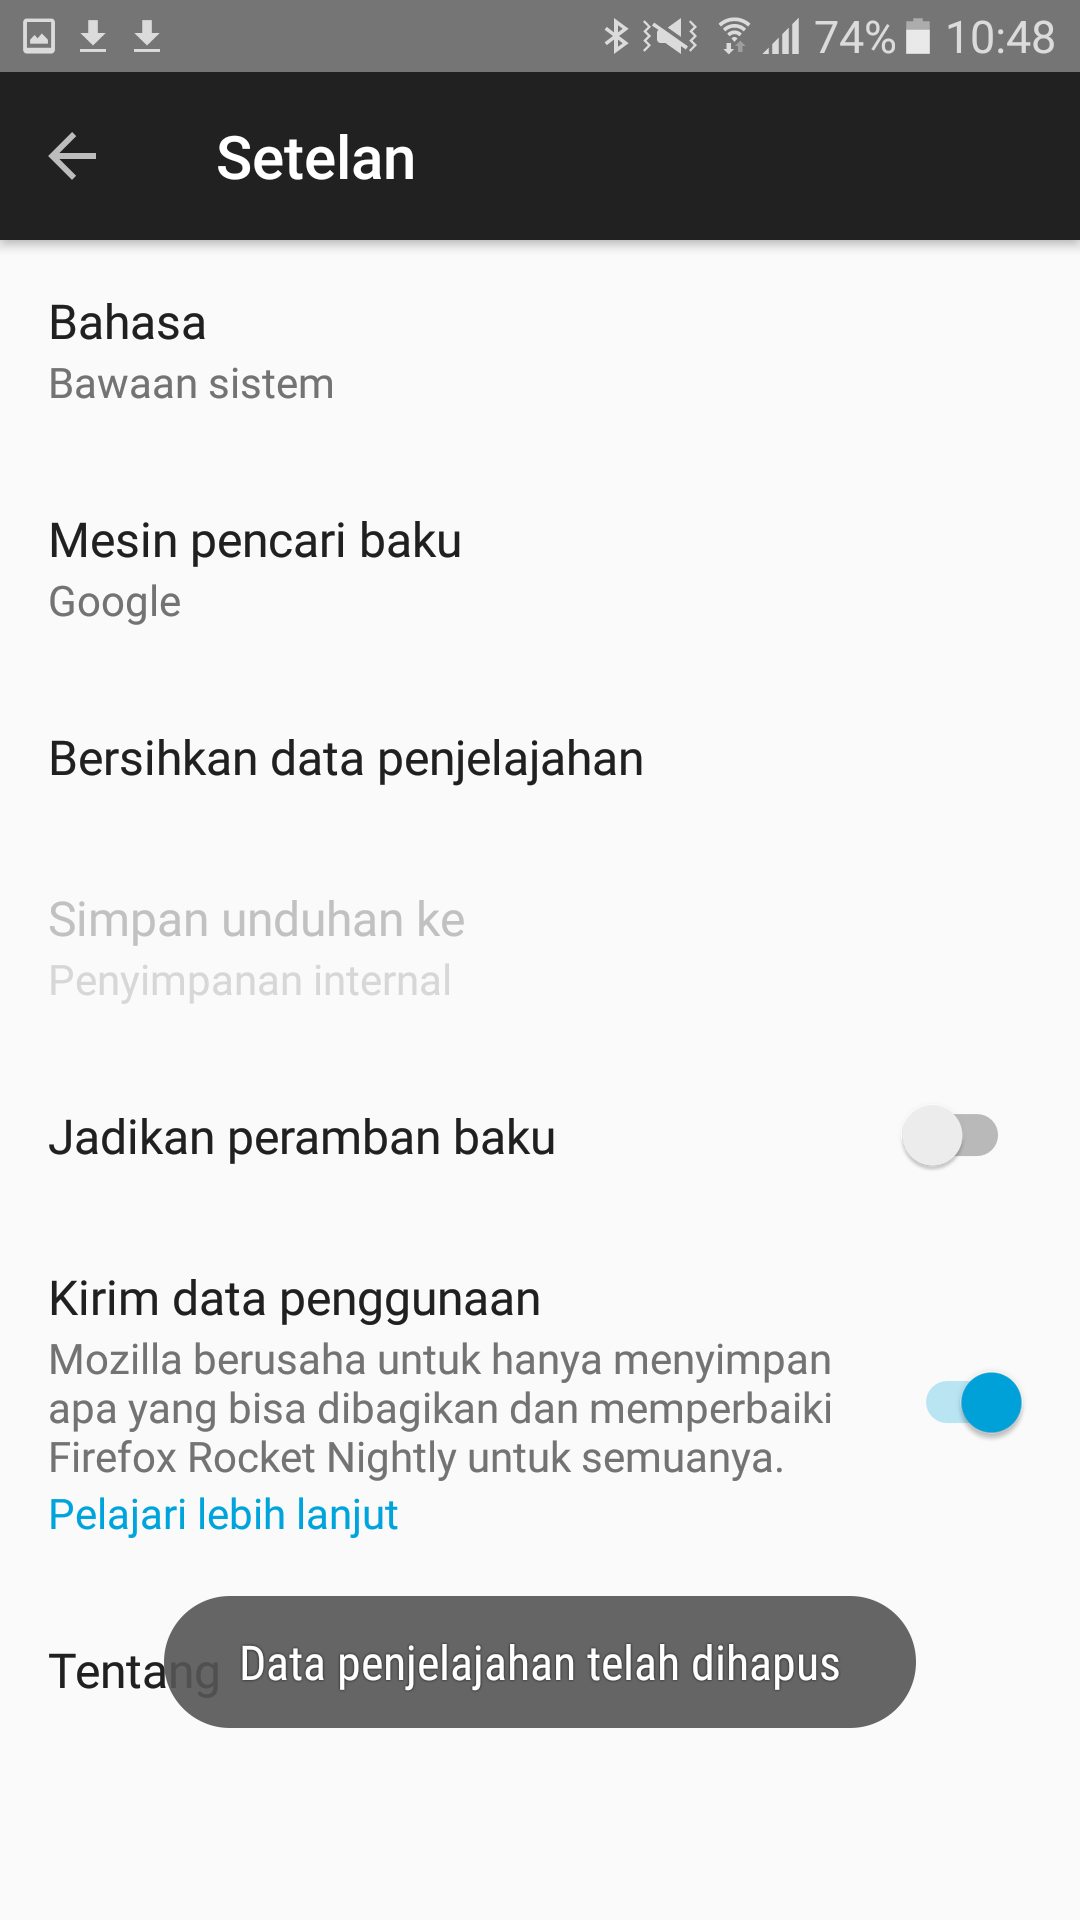 74% 10:48
Setelan
Bahasa
Bawaan sistem
Mesin pencari baku
Google
Bersihkan data penjelajahan
Simpan unduhan ke
Penyimpanan internal
Jadikan peramban baku
Kirim data penggunaan
Mozilla berusaha untuk hanya menyimpan
apa yang bisa dibagikan dan memperbaiki
Firefox Rocket Nightly untuk semuanya.
Pelajari lebih lanjut
Tentang
Data penjelajahan telah dihapus